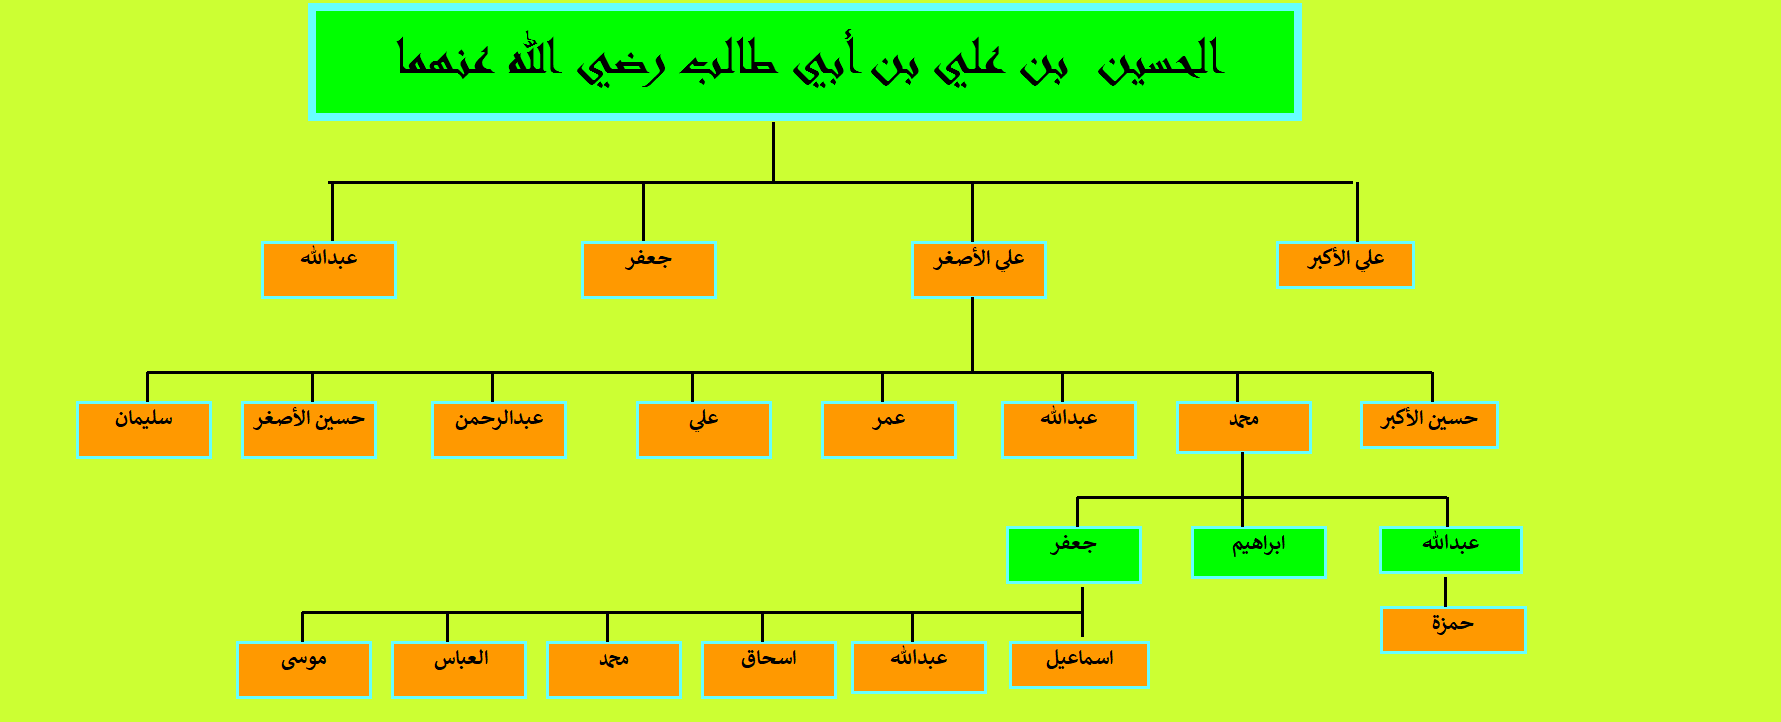 الحسين بن علي بن أبي طالب رضي الله عنهما
علي الأكبر
علي الأصغر
جعفر
عبدالله
حسين الأكبر
محمد
عبدالله
عمر
علي
عبدالرحمن
حسين الأصغر
سليمان
عبدالله
ابراهيم
جعفر
حمزة
اسماعيل
عبدالله
اسحاق
محمد
العباس
موسى